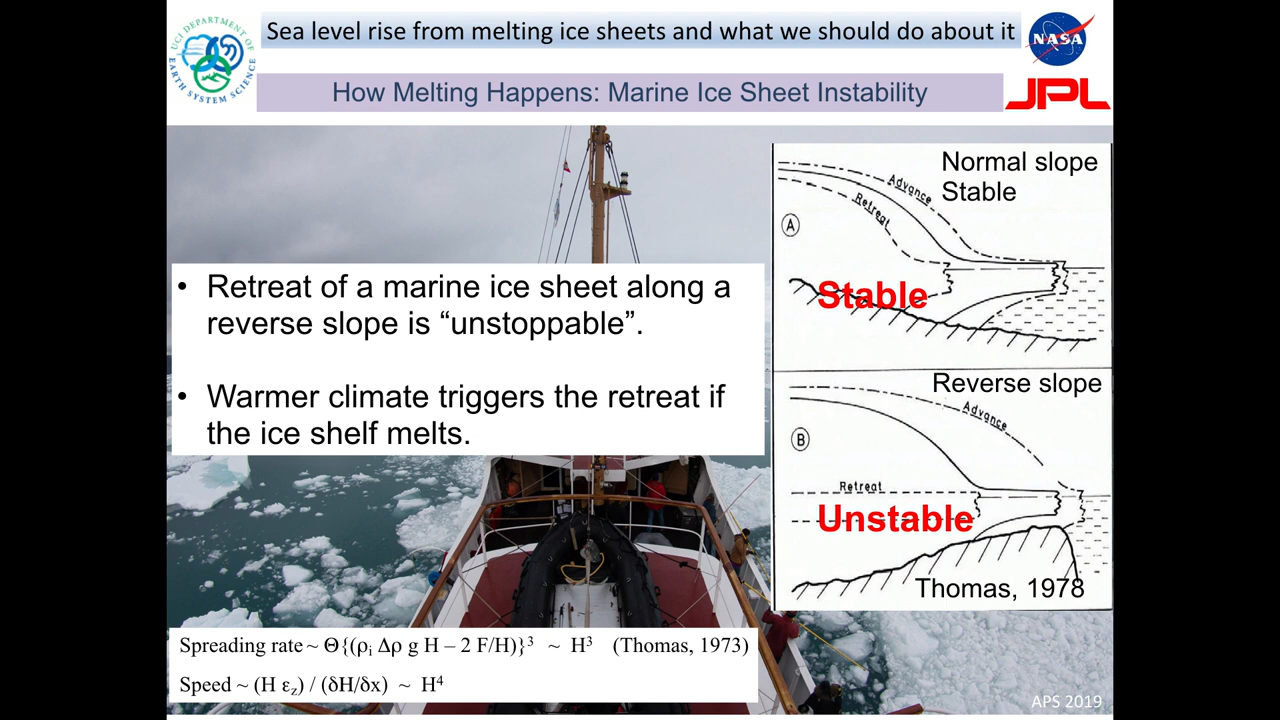 Sea level rise from melting ice sheets and what we should do about it
UCI DEPARTMENT OF
EARTH SYSTEM SCIENCE
NASA
JPL
How Melting Happens: Marine Ice Sheet Instability
• Retreat of a marine ice sheet along a
reverse slope is “unstoppable”.
• Warmer climate triggers the retreat if
the ice shelf melts.
Normal slope
Stable
Advance
Retreat
A
Stable
Reverse slope
Advance
B
Retreat
Unstable
Thomas, 1978
Spreading rate ~ Θ{(ρi Δρ g H – 2 F/H)}³ ~ H³ (Thomas, 1973)
Speed ~ (H εz) / (δH/δx) ~ H⁴
APS 2019